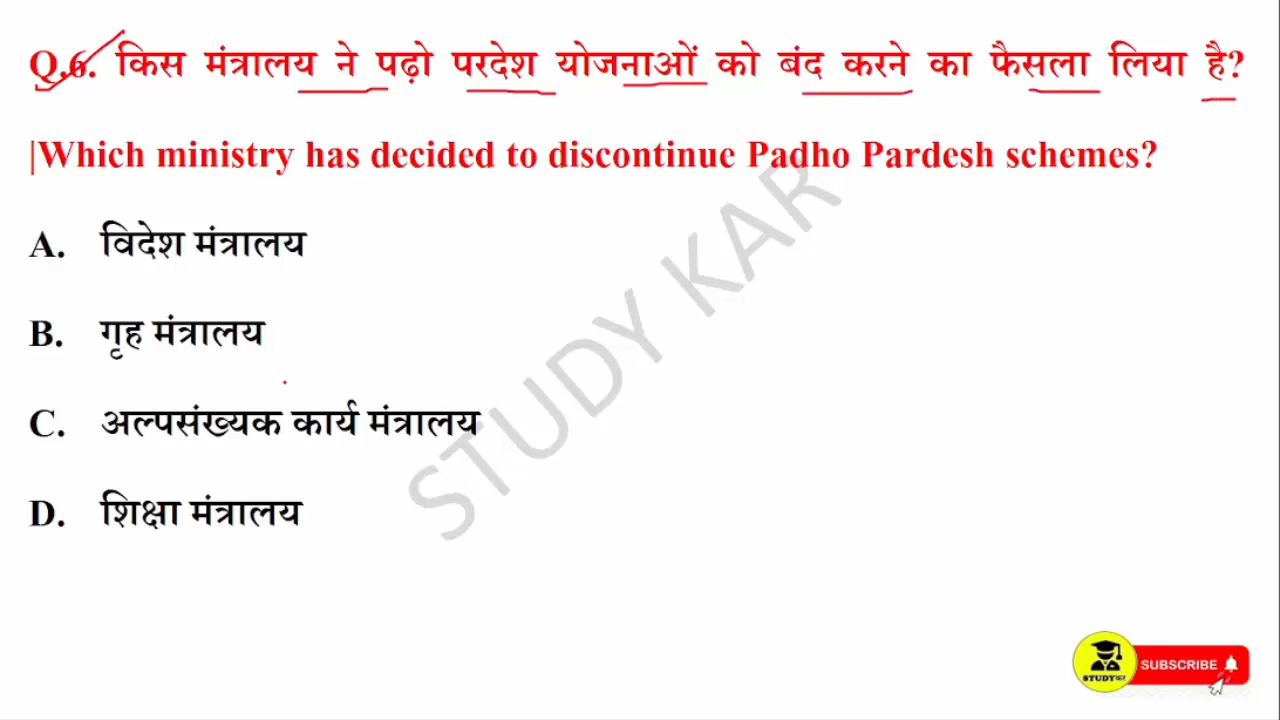 Q.6. किस मंत्रालय ने पढ़ो परदेश योजनाओं को बंद करने का फैसला लिया है?
|Which ministry has decided to discontinue Padho Pardesh schemes?
A. विदेश मंत्रालय
B. गृह मंत्रालय
C. अल्पसंख्यक कार्य मंत्रालय
D. शिक्षा मंत्रालय
STUDY KAR
STUDYकर
SUBSCRIBE